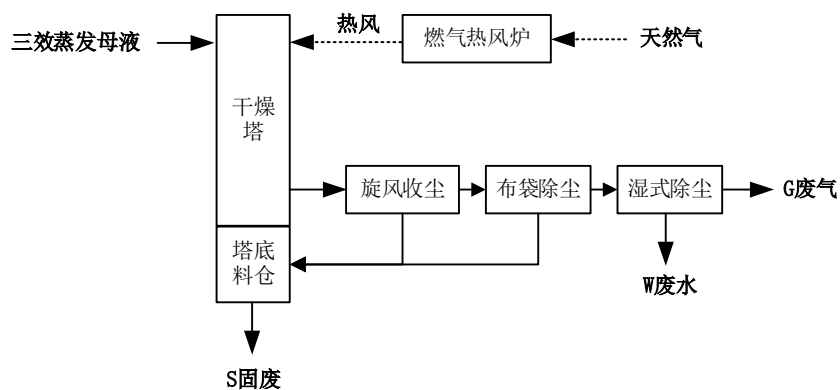 热风
三效蒸发母液
燃气热风炉
天然气
干燥
塔
旋风收尘
布袋除尘
湿式除尘
G废气
塔底
料仓
W废水
S固废